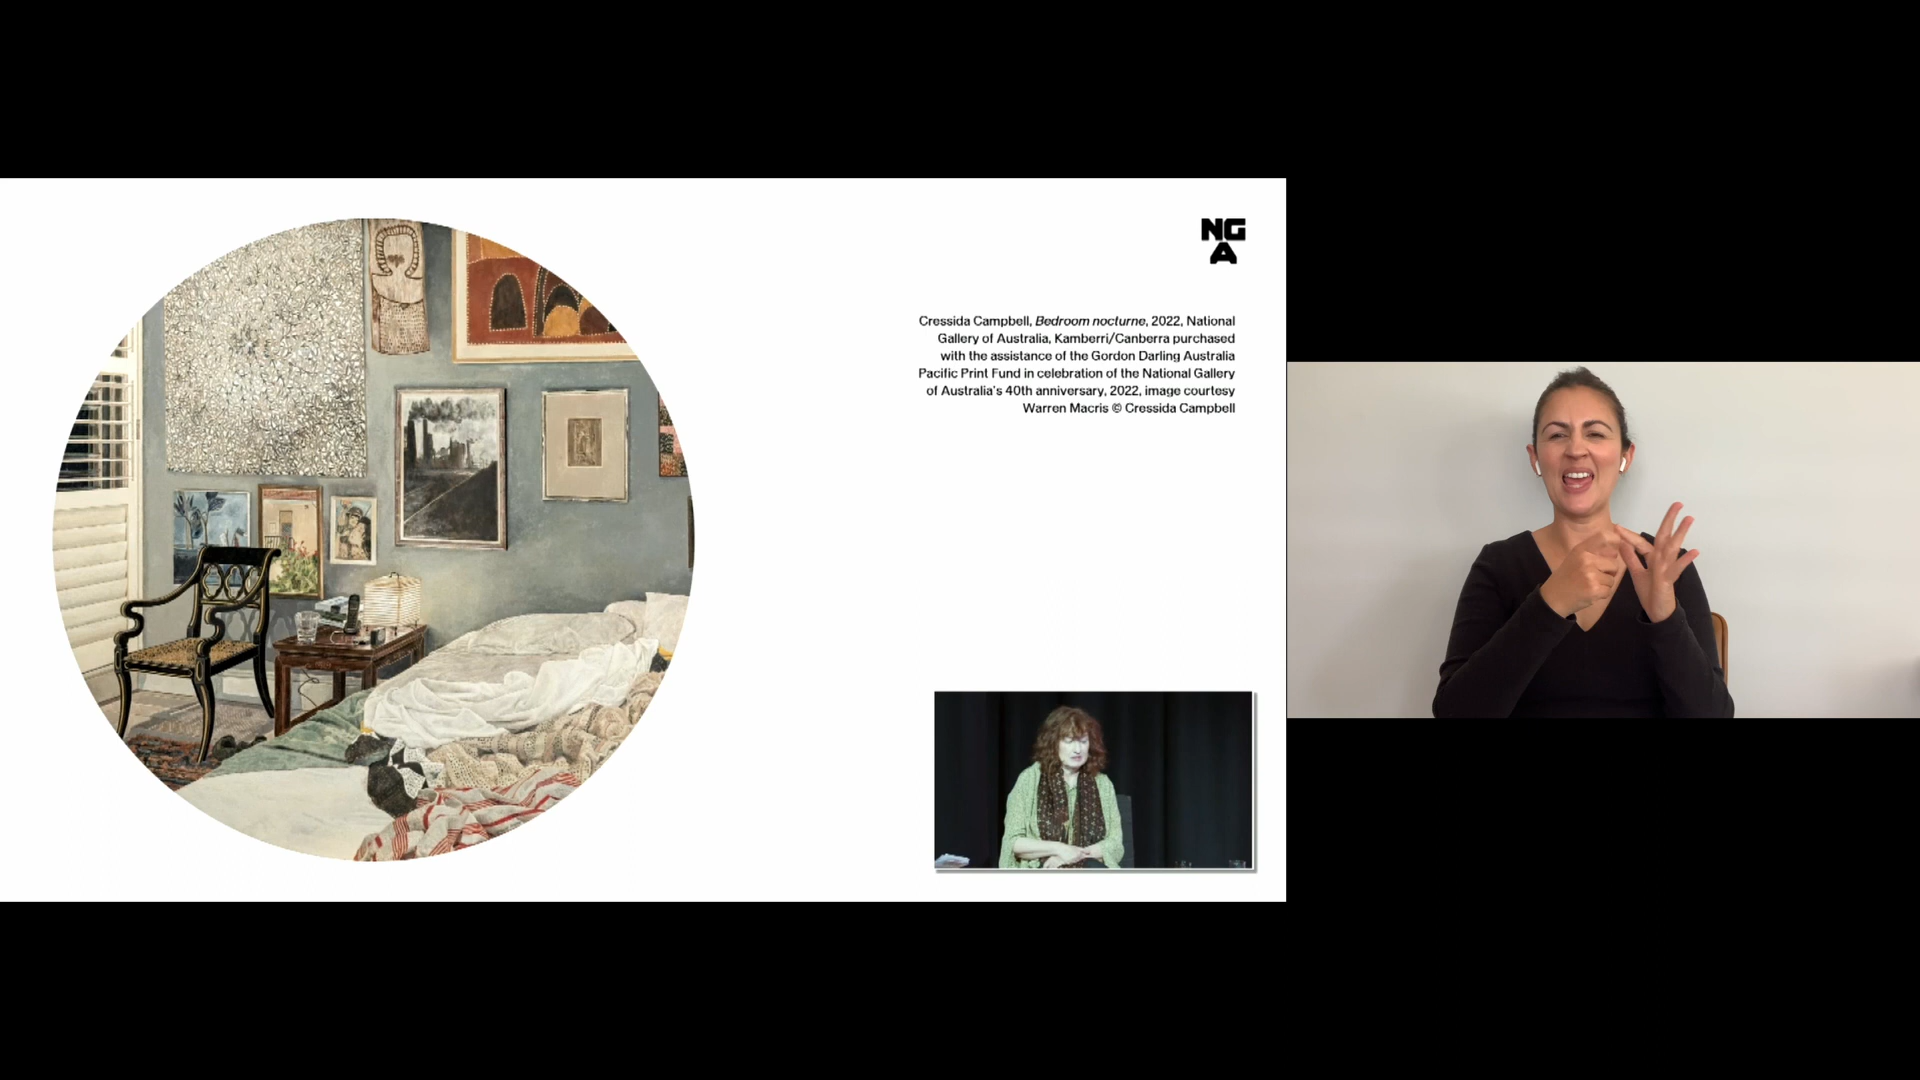 NG
A
Cressida Campbell, Bedroom nocturne, 2022, National
Gallery of Australia, Kamberri/Canberra purchased
with the assistance of the Gordon Darling Australia
Pacific Print Fund in celebration of the National Gallery
of Australia's 40th anniversary, 2022, image courtesy
Warren Macris © Cressida Campbell